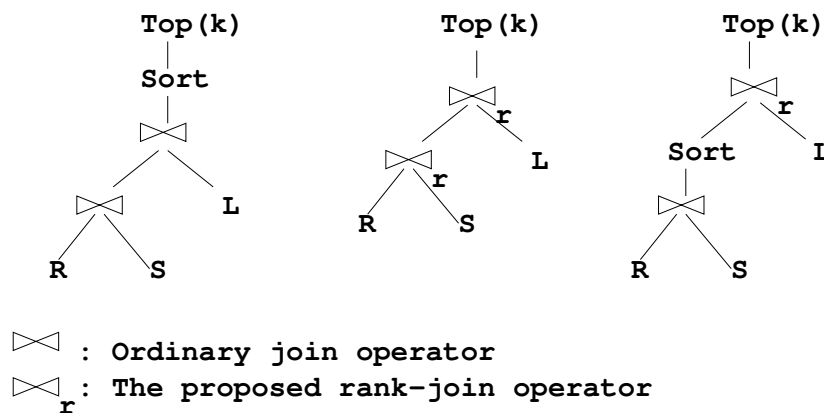 Top(k) Top(k) Top(k)
Sort
r r
Sort
r
L L L
R S R S R S
⋈ : Ordinary join operator
⋈r : The proposed rank-join operator